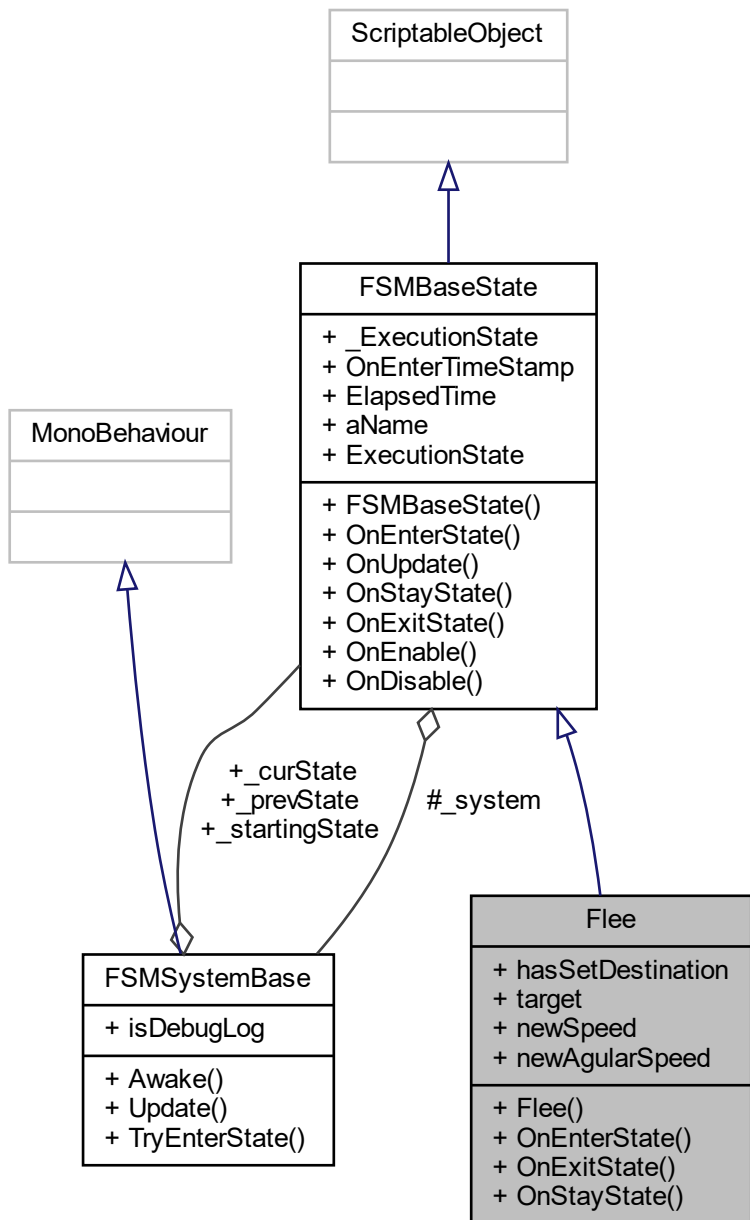 ScriptableObject
FSMBaseState
+ _ExecutionState
+ OnEnterTimeStamp
+ ElapsedTime
+ aName
+ ExecutionState
+ FSMBaseState()
+ OnEnterState()
+ OnUpdate()
+ OnStayState()
+ OnExitState()
+ OnEnable()
+ OnDisable()
MonoBehaviour
+_curState
+_prevState
+_startingState
#_system
FSMSystemBase
+ isDebugLog
+ Awake()
+ Update()
+ TryEnterState()
Flee
+ hasSetDestination
+ target
+ newSpeed
+ newAgularSpeed
+ Flee()
+ OnEnterState()
+ OnExitState()
+ OnStayState()